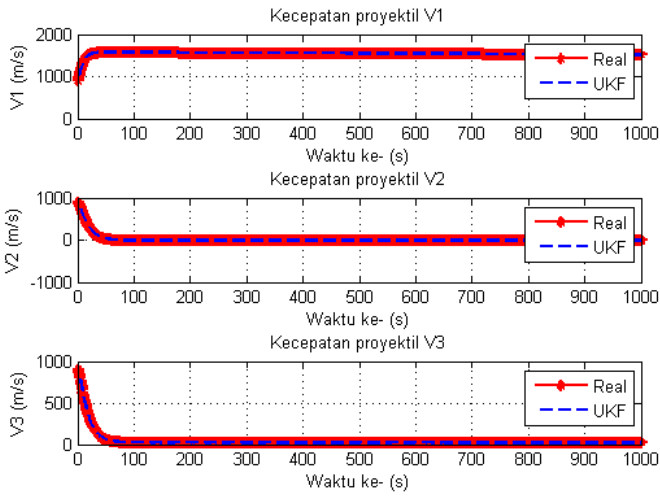 Kecepatan proyektil V1
2000
1000
0
V1 (m/s)
Real
UKF
0 100 200 300 400 500 600 700 800 900 1000
Waktu ke- (s)
Kecepatan proyektil V2
1000
0
-1000
V2 (m/s)
Real
UKF
0 100 200 300 400 500 600 700 800 900 1000
Waktu ke- (s)
Kecepatan proyektil V3
1000
500
0
V3 (m/s)
Real
UKF
0 100 200 300 400 500 600 700 800 900 1000
Waktu ke- (s)